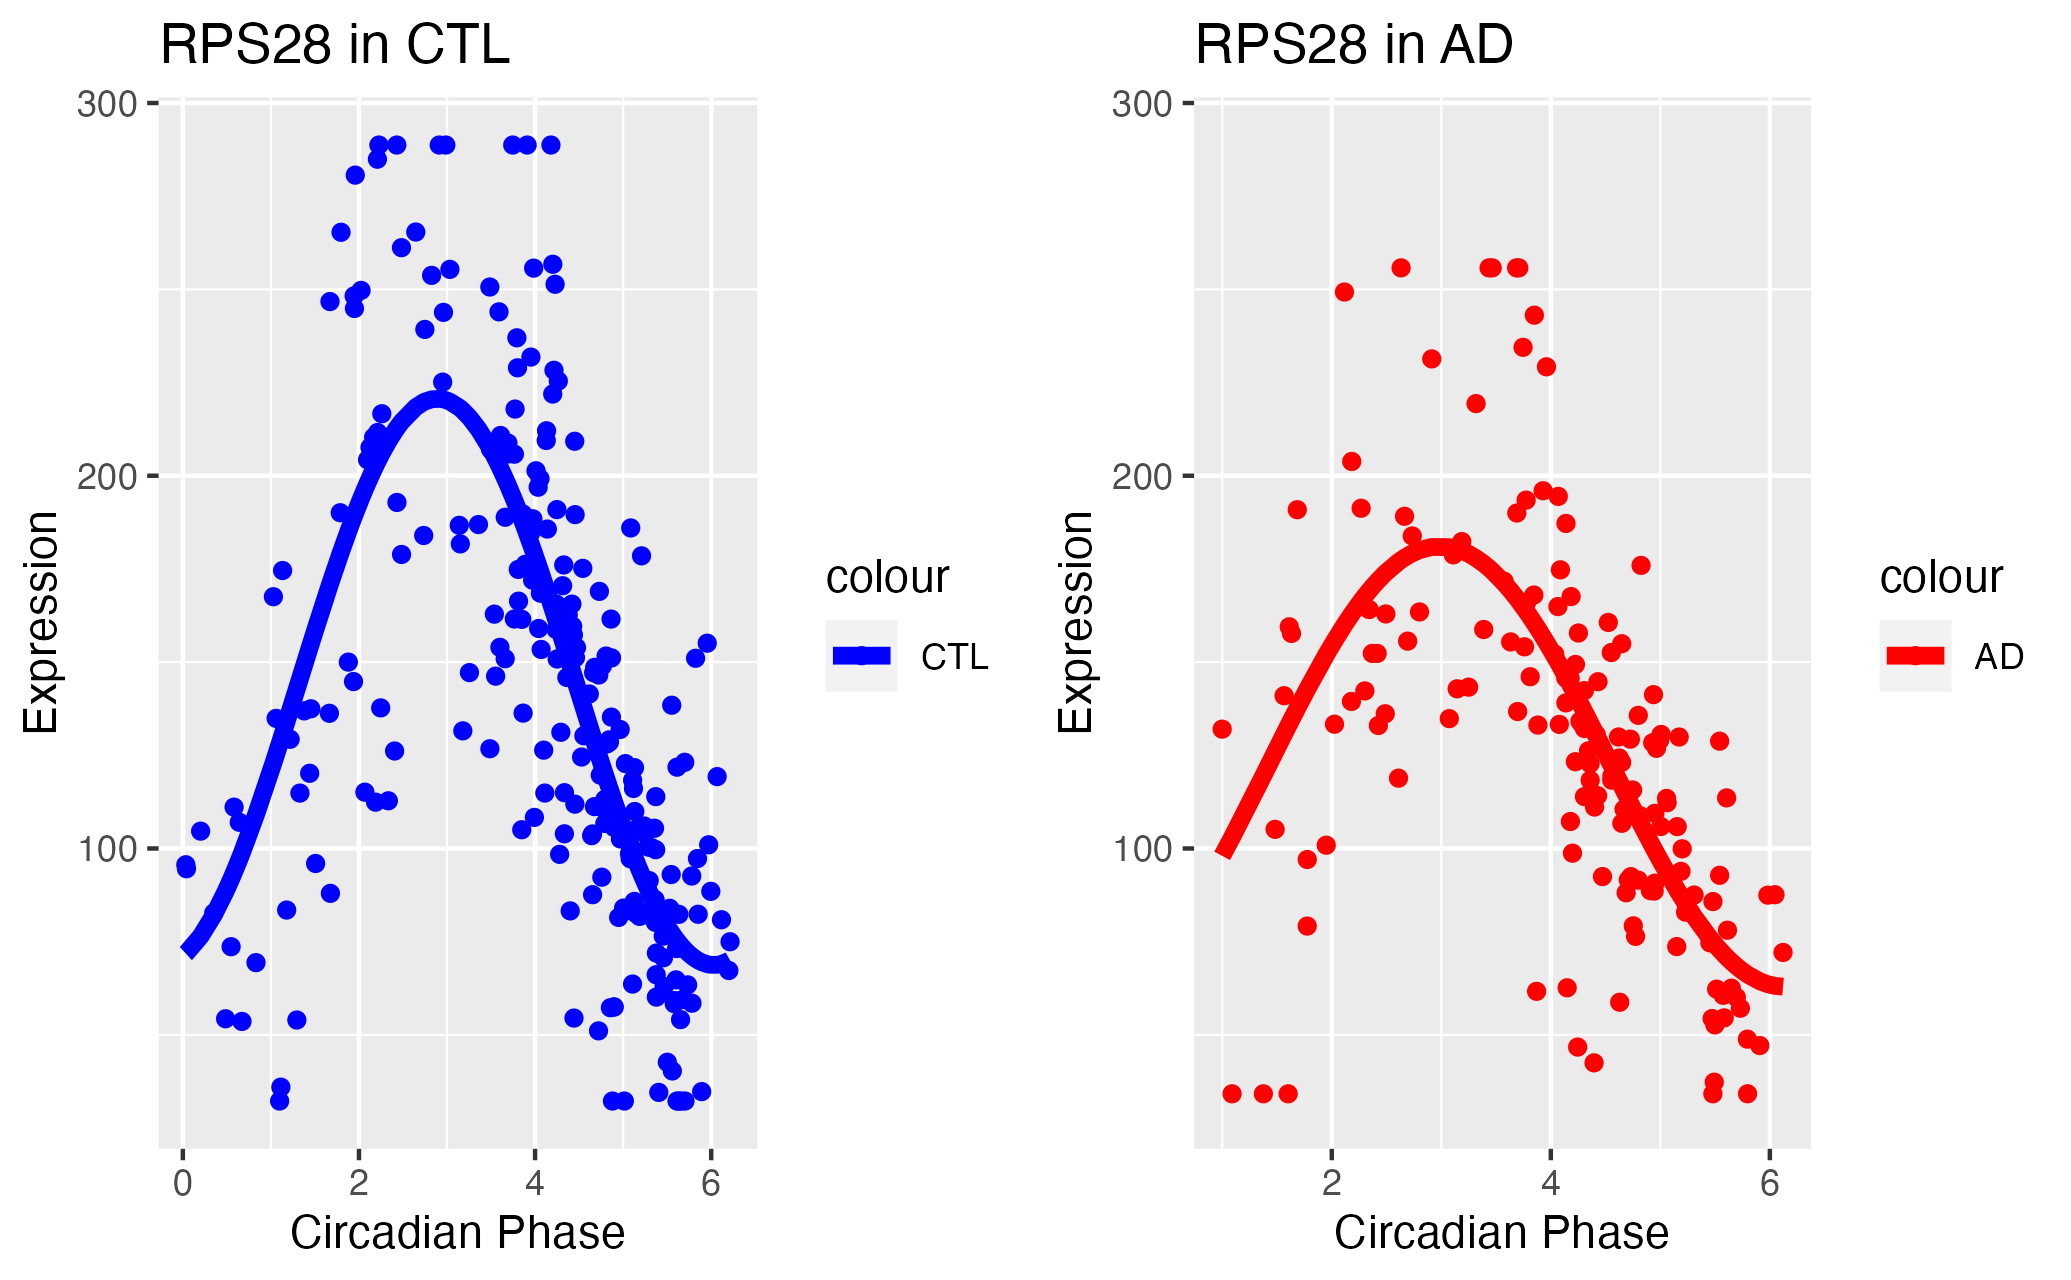 RPS28 in CTL
300
200
100
Expression
0 2 4 6
Circadian Phase
colour
CTL
RPS28 in AD
300
200
100
Expression
2 4 6
Circadian Phase
colour
AD